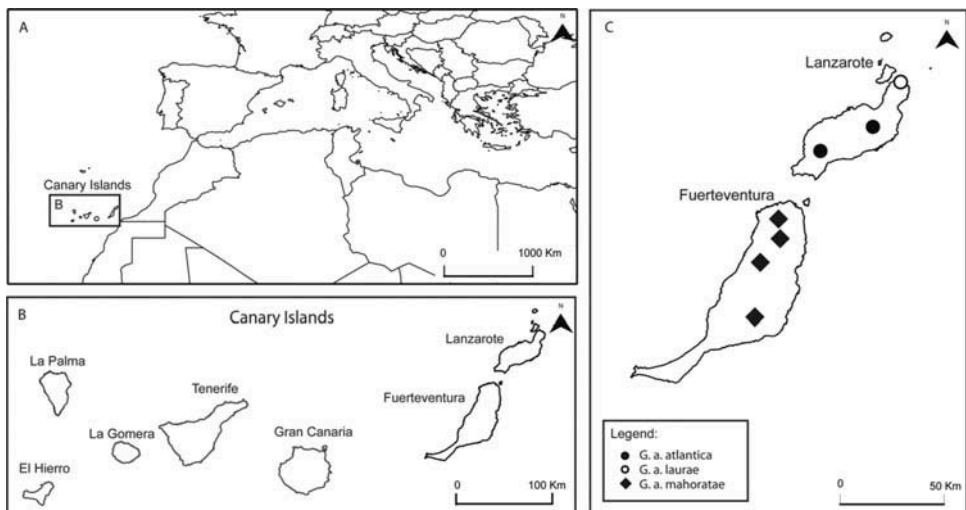 A
N
Canary Islands
B
0 1000 Km
B
Canary Islands
N
Lanzarote
La Palma
Tenerife
Fuerteventura
La Gomera
Gran Canaria
El Hierro
0 100 Km
C
N
Lanzarote
Fuerteventura
Legend:
G. a. atlantica
G. a. laurae
G. a. mahoratae
0 50 Km